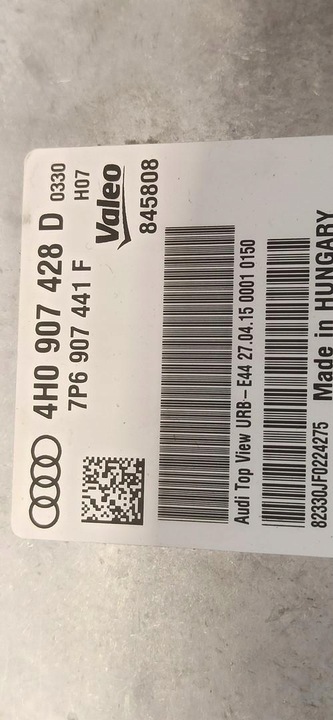 4H0 907 428 D 0330
7P6 907 441 F H07
Valeo
845808
Audi Top View URB-E44 27.04.15 0001 0150
82330JF0224275 Made in HUNGARY